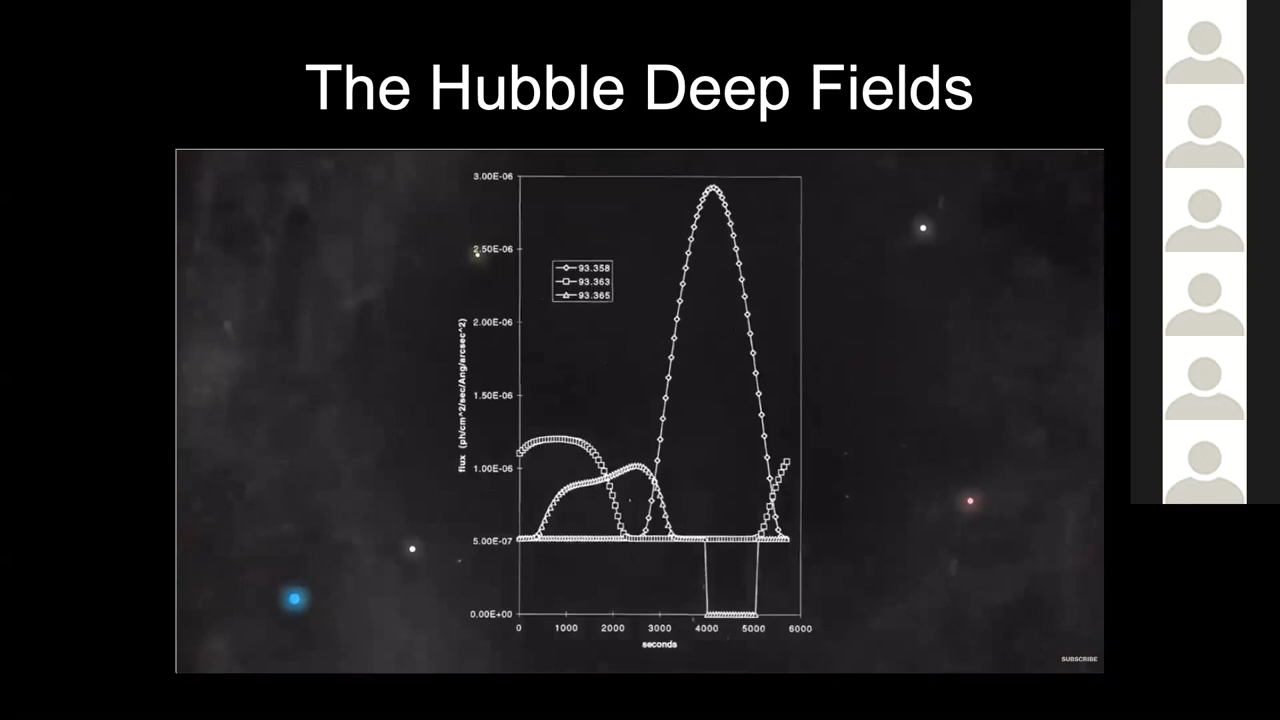 The Hubble Deep Fields
3.00E-06
2.50E-06
2.00E-06
1.50E-06
1.00E-06
5.00E-07
0.00E+00
flux (ph/cm^2/sec/Ang/arcsec^2)
93.358
93.363
93.365
0 1000 2000 3000 4000 5000 6000
seconds
SUBSCRIBE